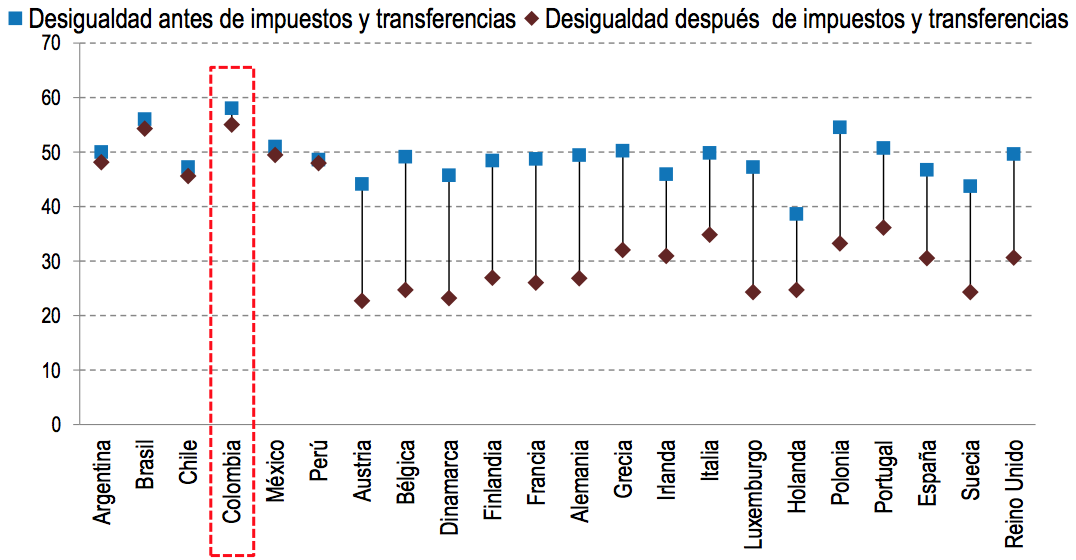 Desigualdad antes de impuestos y transferencias Desigualdad después de impuestos y transferencias
70
60
50
40
30
20
10
0
Argentina
Brasil
Chile
Colombia
México
Perú
Austria
Bélgica
Dinamarca
Finlandia
Francia
Alemania
Grecia
Irlanda
Italia
Luxemburgo
Holanda
Polonia
Portugal
España
Suecia
Reino Unido